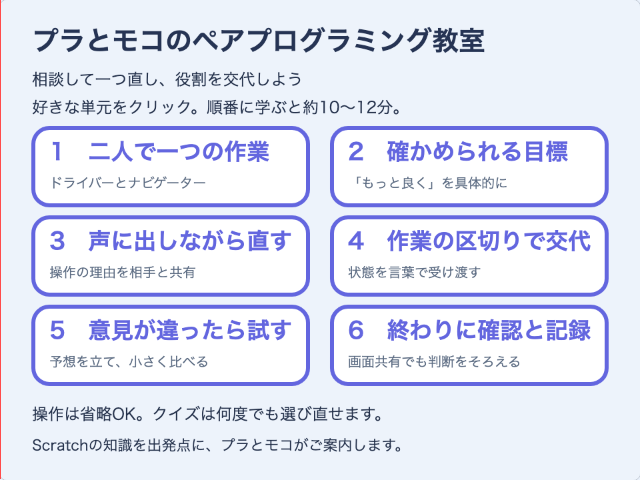 プラとモコのペアプログラミング教室
相談して一つ直し、役割を交代しよう
好きな単元をクリック。順番に学ぶと約10〜12分。
1　二人で一つの作業
ドライバーとナビゲーター
2　確かめられる目標
「もっと良く」を具体的に
3　声に出しながら直す
操作の理由を相手と共有
4　作業の区切りで交代
状態を言葉で受け渡す
5　意見が違ったら試す
予想を立て、小さく比べる
6　終わりに確認と記録
画面共有でも判断をそろえる
操作は省略OK。クイズは何度でも選び直せます。
Scratchの知識を出発点に、プラとモコがご案内します。